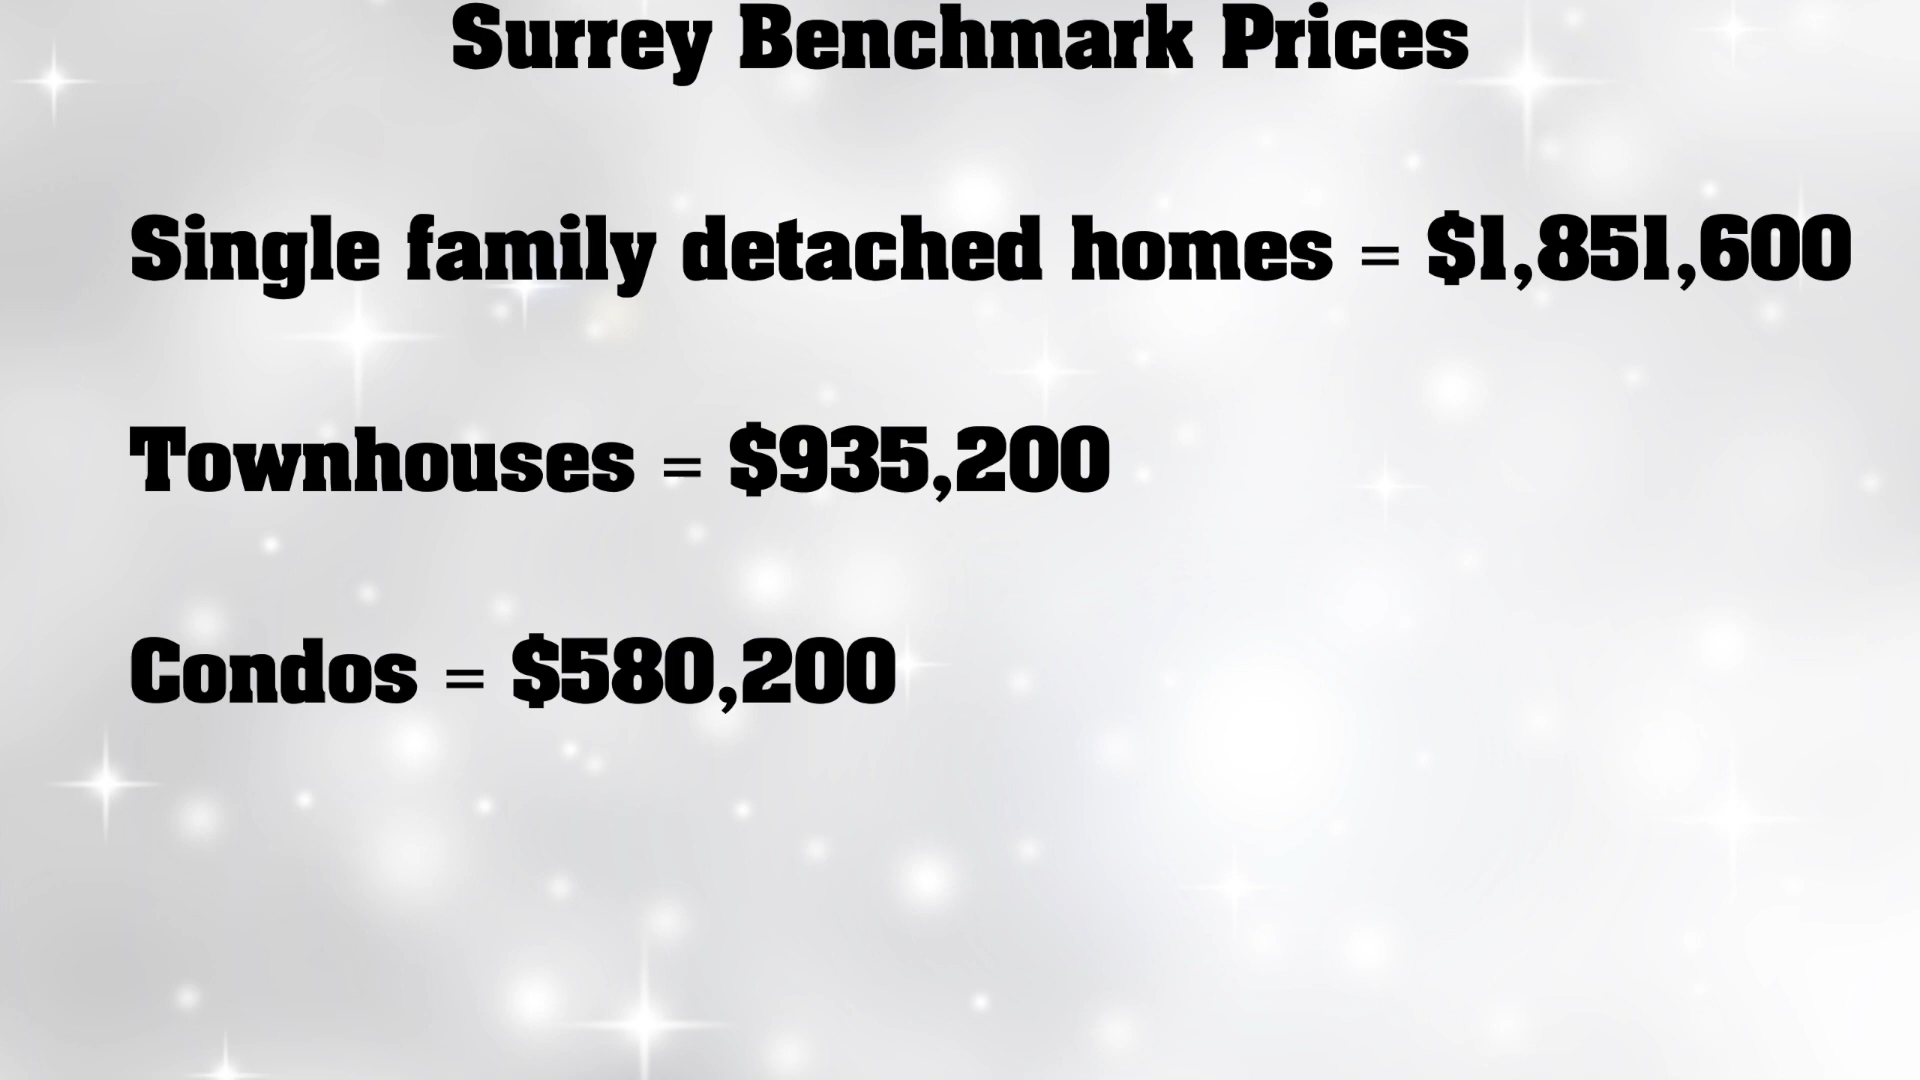 Surrey Benchmark Prices
Single family detached homes = $1,851,600
Townhouses = $935,200
Condos = $580,200